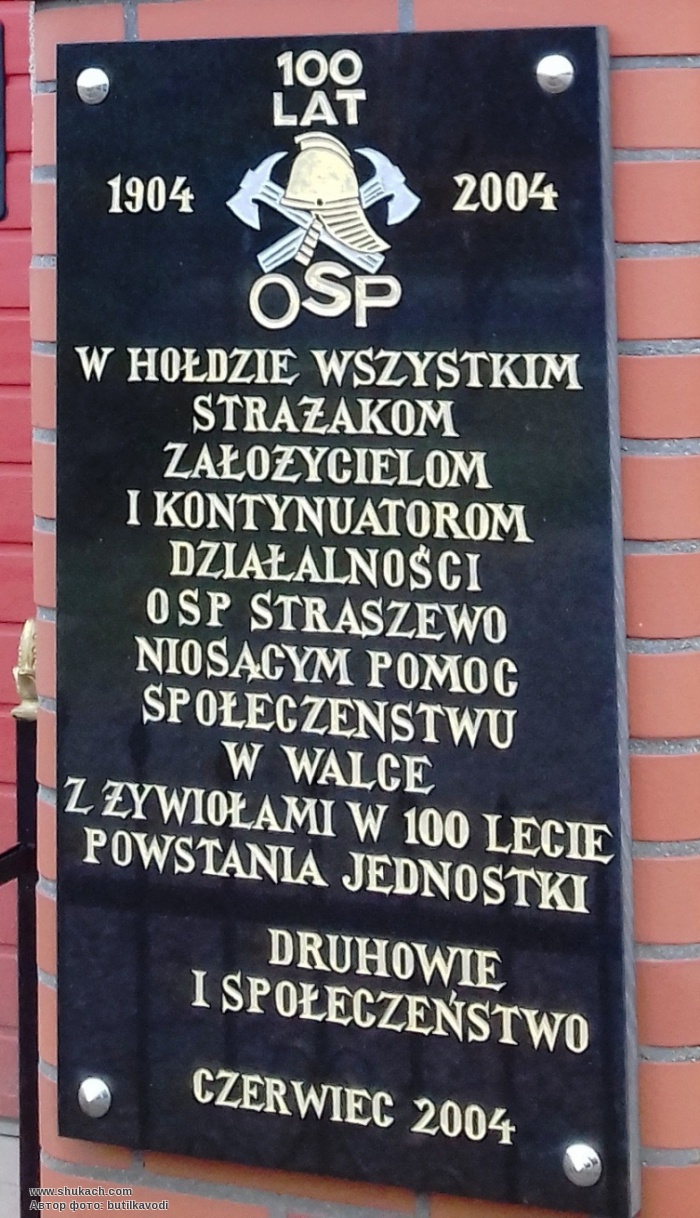 100
LAT
1904 2004
OSP
W HOŁDZIE WSZYSTKIM
STRAŻAKOM
ZAŁOŻYCIELOM
I KONTYNUATOROM
DZIAŁALNOŚCI
OSP STRASZEWO
NIOSĄCYM POMOC
SPOŁECZENSTWU
W WALCE
Z ŻYWIOŁAMI W 100 LECIE
POWSTANIA JEDNOSTKI
DRUHOWIE
I SPOŁECZEŃSTWO
CZERWIEC 2004
www.shukach.com
Автор фото: butilkavodi